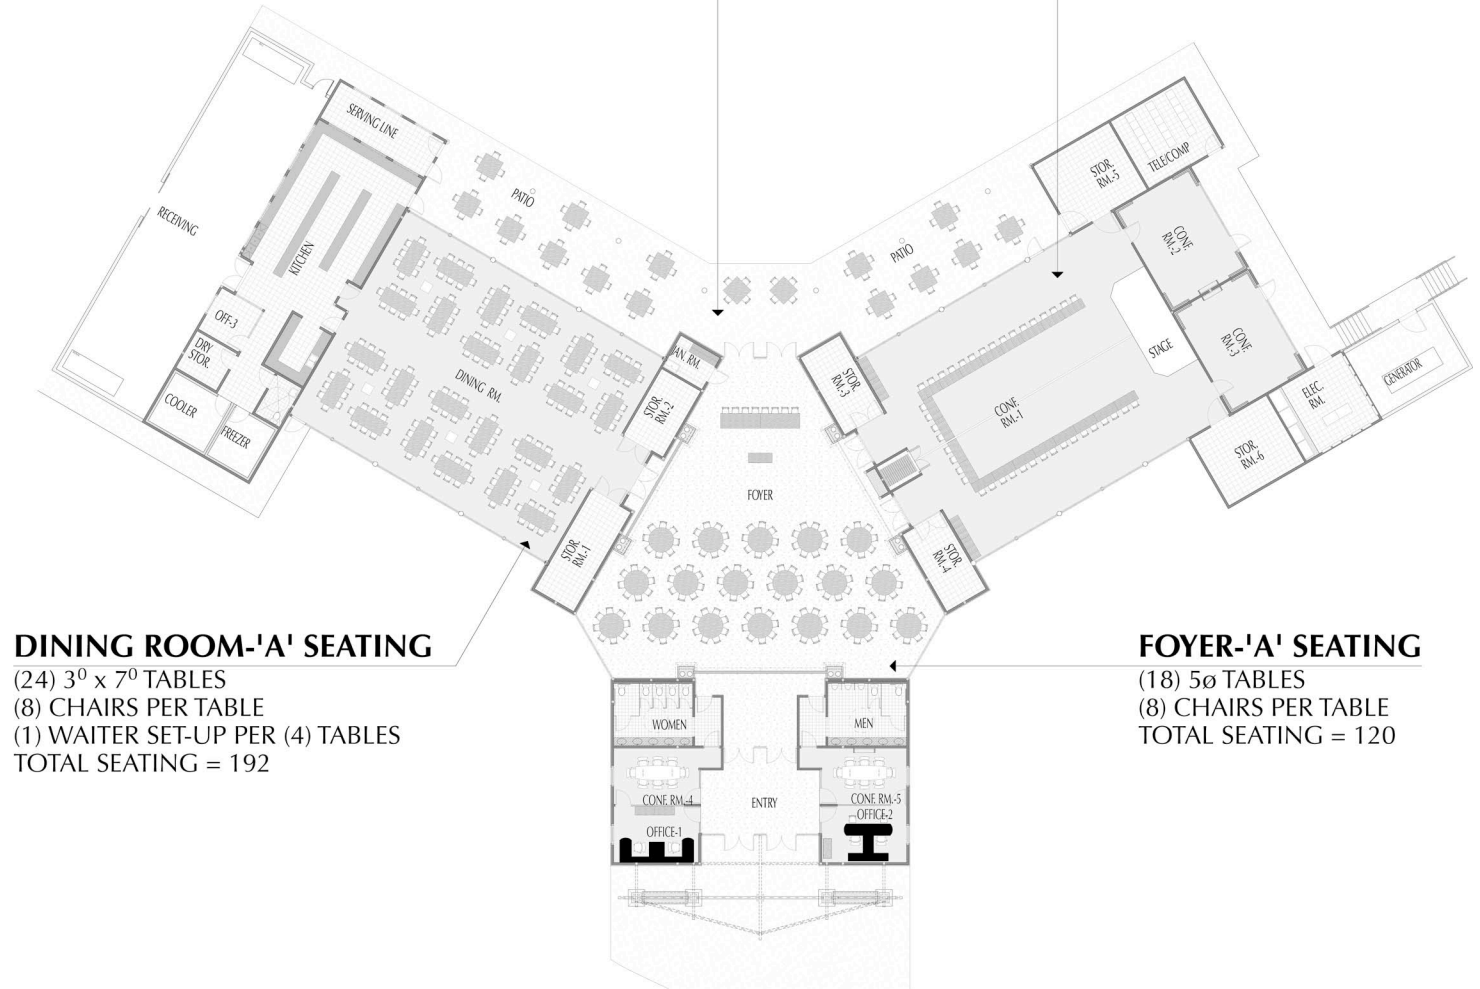 SERVING LINE
PATIO
RECEIVING
KITCHEN
OFF-3
DRY
STOR.
COOLER
FREEZER
DINING RM.
JAN. RM.
STOR.
RM.-2
STOR.
RM.-1
FOYER
PATIO
STOR.
RM.-5
TELE/COMP
CONF.
RM.-2
CONF.
RM.-3
STAGE
CONF.
RM.-1
STOR.
RM.-3
STOR.
RM.-4
STOR.
RM.-6
ELEC.
RM.
GENERATOR
DINING ROOM-'A' SEATING
(24) 3⁰ x 7⁰ TABLES
(8) CHAIRS PER TABLE
(1) WAITER SET-UP PER (4) TABLES
TOTAL SEATING = 192
FOYER-'A' SEATING
(18) 5ø TABLES
(8) CHAIRS PER TABLE
TOTAL SEATING = 120
WOMEN
MEN
CONF. RM.-4
OFFICE-1
ENTRY
CONF. RM.-5
OFFICE-2